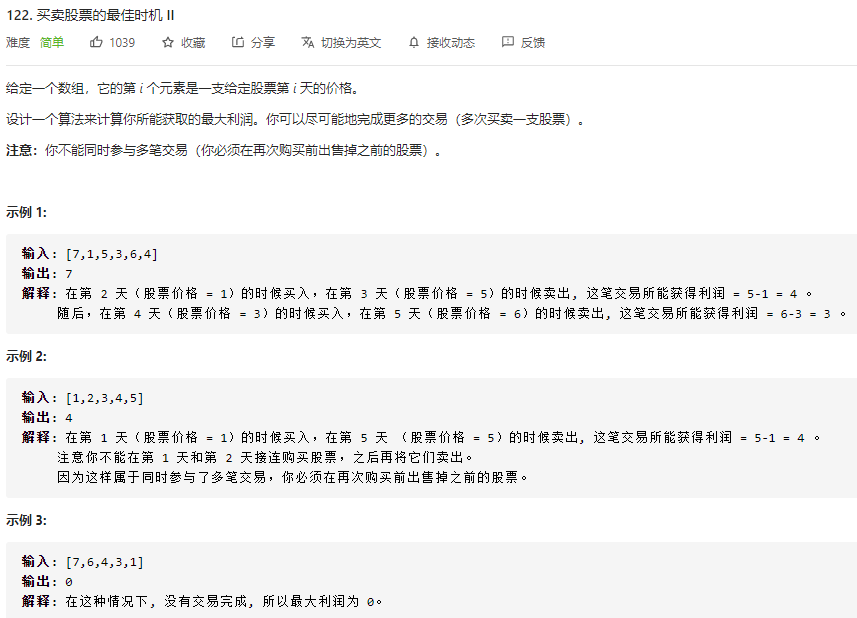 122. 买卖股票的最佳时机 II
难度 简单 1039 收藏 分享 切换为英文 接收动态 反馈
给定一个数组，它的第 i 个元素是一支给定股票第 i 天的价格。
设计一个算法来计算你所能获取的最大利润。你可以尽可能地完成更多的交易（多次买卖一支股票）。
注意：你不能同时参与多笔交易（你必须在再次购买前出售掉之前的股票）。
示例 1:
输入: [7,1,5,3,6,4]
输出: 7
解释: 在第 2 天（股票价格 = 1）的时候买入，在第 3 天（股票价格 = 5）的时候卖出, 这笔交易所能获得利润 = 5-1 = 4 。
随后，在第 4 天（股票价格 = 3）的时候买入，在第 5 天（股票价格 = 6）的时候卖出, 这笔交易所能获得利润 = 6-3 = 3 。
示例 2:
输入: [1,2,3,4,5]
输出: 4
解释: 在第 1 天（股票价格 = 1）的时候买入，在第 5 天 （股票价格 = 5）的时候卖出, 这笔交易所能获得利润 = 5-1 = 4 。
注意你不能在第 1 天和第 2 天接连购买股票，之后再将它们卖出。
因为这样属于同时参与了多笔交易，你必须在再次购买前出售掉之前的股票。
示例 3:
输入: [7,6,4,3,1]
输出: 0
解释: 在这种情况下, 没有交易完成, 所以最大利润为 0。